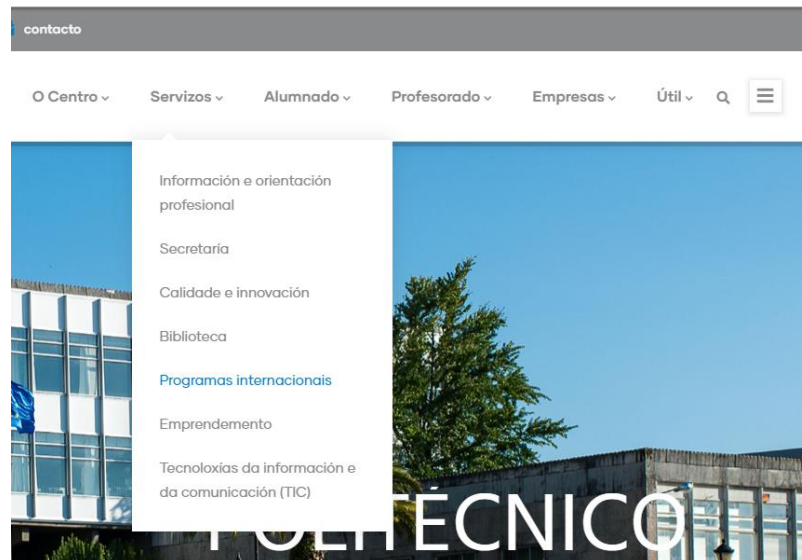 contacto
O Centro
Servizos
Alumnado
Profesorado
Empresas
Útil
Información e orientación
profesional
Secretaría
Calidade e innovación
Biblioteca
Programas internacionais
Emprendemento
Tecnoloxías da información e
da comunicación (TIC)
POLITÉCNICO